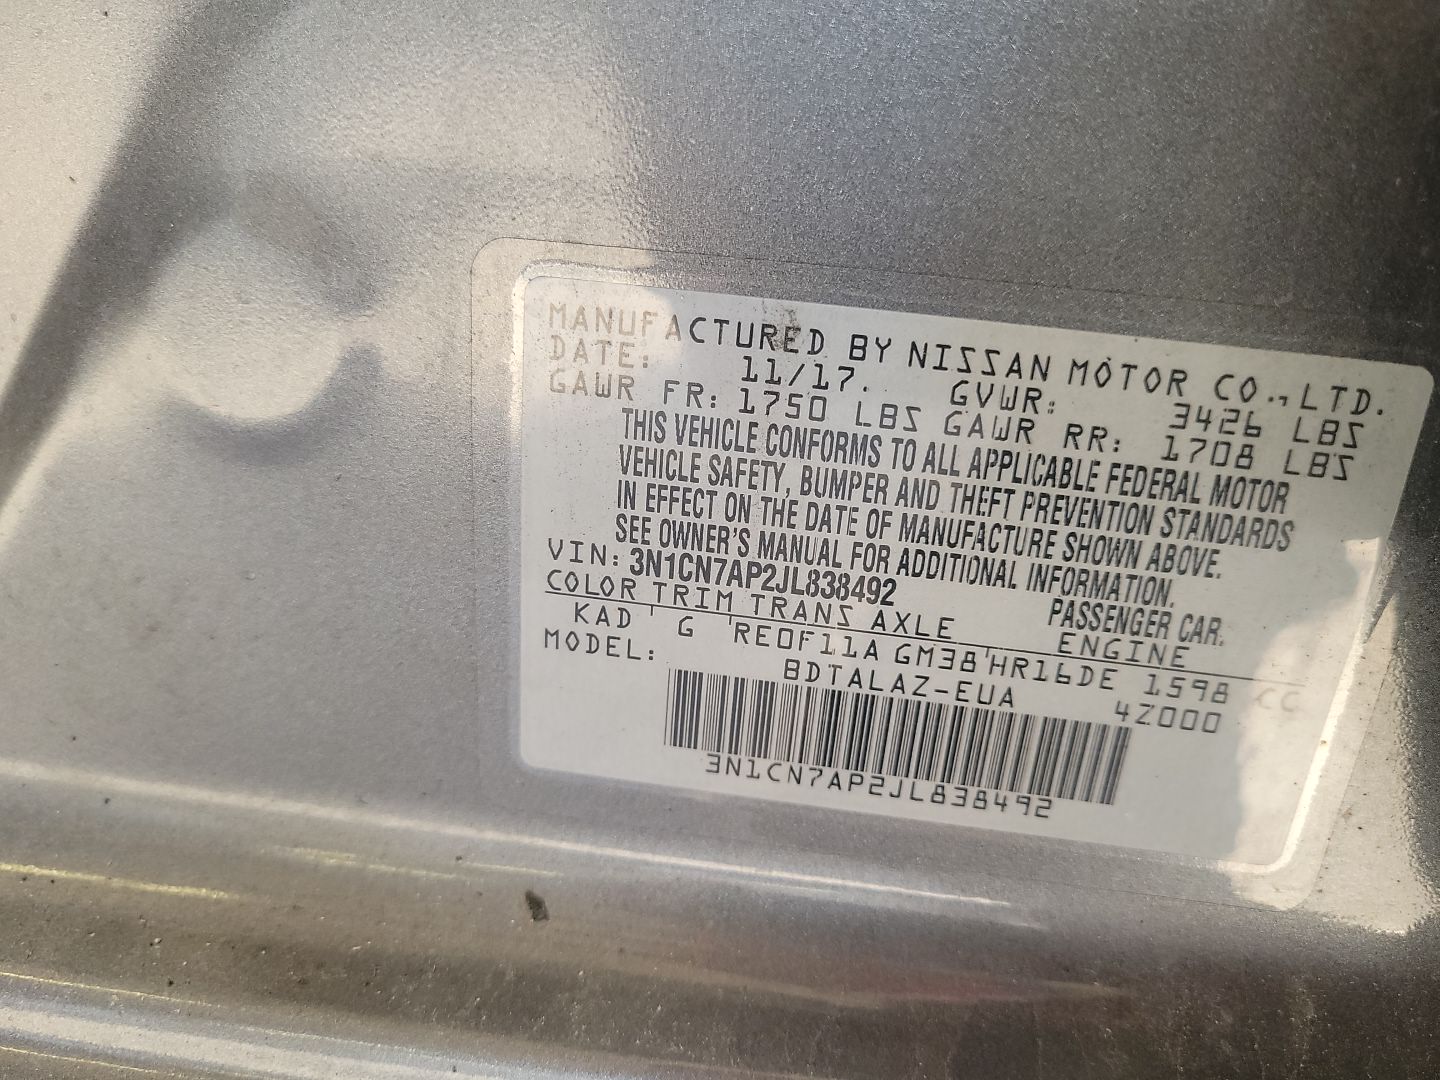 MANUFACTURED BY NISSAN MOTOR CO., LTD.
DATE: 11/17. GVWR: 3426 LBS
GAWR FR: 1750 LBS GAWR RR: 1708 LBS
THIS VEHICLE CONFORMS TO ALL APPLICABLE FEDERAL MOTOR
VEHICLE SAFETY, BUMPER AND THEFT PREVENTION STANDARDS
IN EFFECT ON THE DATE OF MANUFACTURE SHOWN ABOVE.
SEE OWNER'S MANUAL FOR ADDITIONAL INFORMATION.
VIN: 3N1CN7AP2JL838492 PASSENGER CAR.
COLOR TRIM TRANS AXLE ENGINE
KAD G RE0F11A GM38 HR16DE 1598 CC
MODEL: BDTALAZ-EUA 4Z000
3N1CN7AP2JL838492